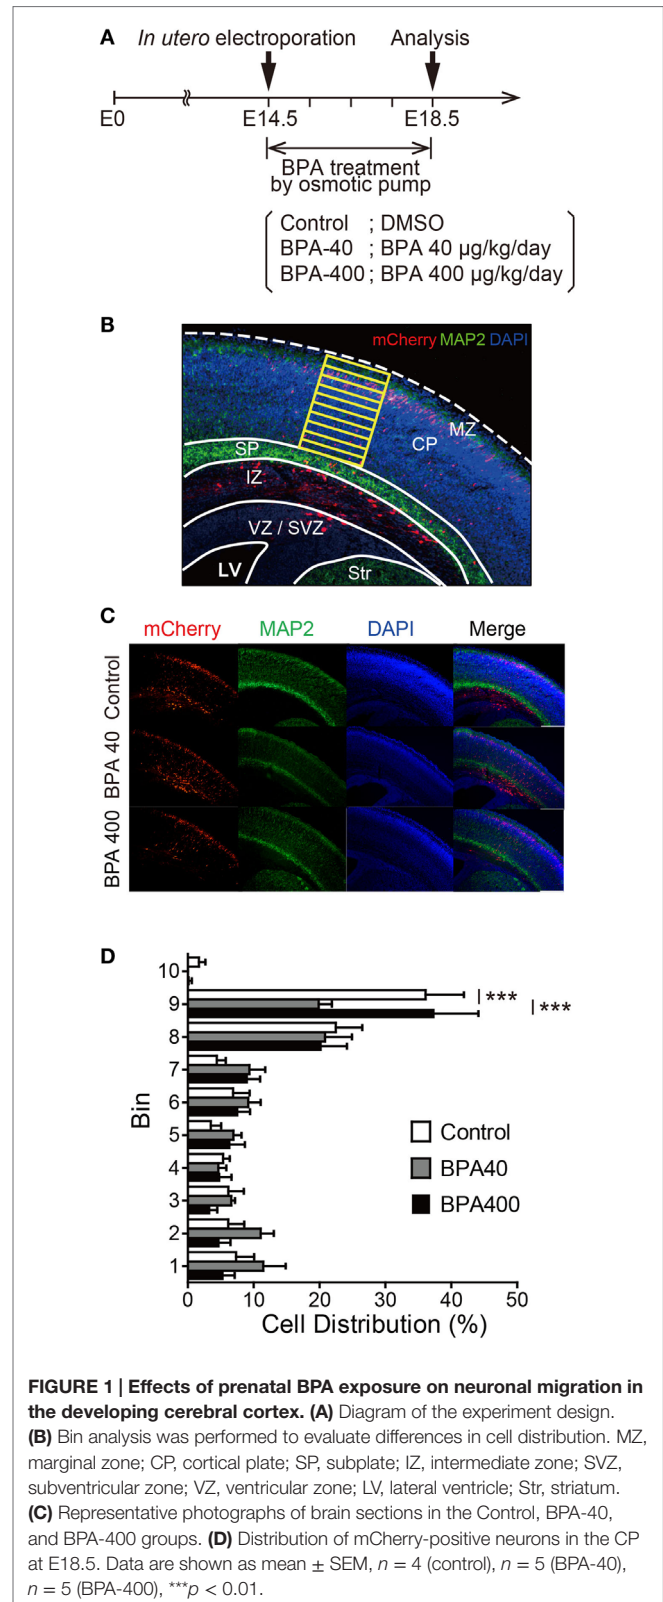 A
In utero electroporation Analysis
E0 E14.5 E18.5
BPA treatment
by osmotic pump
Control ; DMSO
BPA-40 ; BPA 40 µg/kg/day
BPA-400 ; BPA 400 µg/kg/day
B
mCherry MAP2 DAPI
MZ
CP
SP
IZ
VZ / SVZ
LV
Str
C
mCherry MAP2 DAPI Merge
Control
BPA 40
BPA 400
D
10
9
***
***
8
7
6
5
4
3
2
1
Bin
Control
BPA40
BPA400
0 10 20 30 40 50
Cell Distribution (%)
FIGURE 1 | Effects of prenatal BPA exposure on neuronal migration in
the developing cerebral cortex. (A) Diagram of the experiment design.
(B) Bin analysis was performed to evaluate differences in cell distribution. MZ,
marginal zone; CP, cortical plate; SP, subplate; IZ, intermediate zone; SVZ,
subventricular zone; VZ, ventricular zone; LV, lateral ventricle; Str, striatum.
(C) Representative photographs of brain sections in the Control, BPA-40,
and BPA-400 groups. (D) Distribution of mCherry-positive neurons in the CP
at E18.5. Data are shown as mean ± SEM, n = 4 (control), n = 5 (BPA-40),
n = 5 (BPA-400), ***p < 0.01.